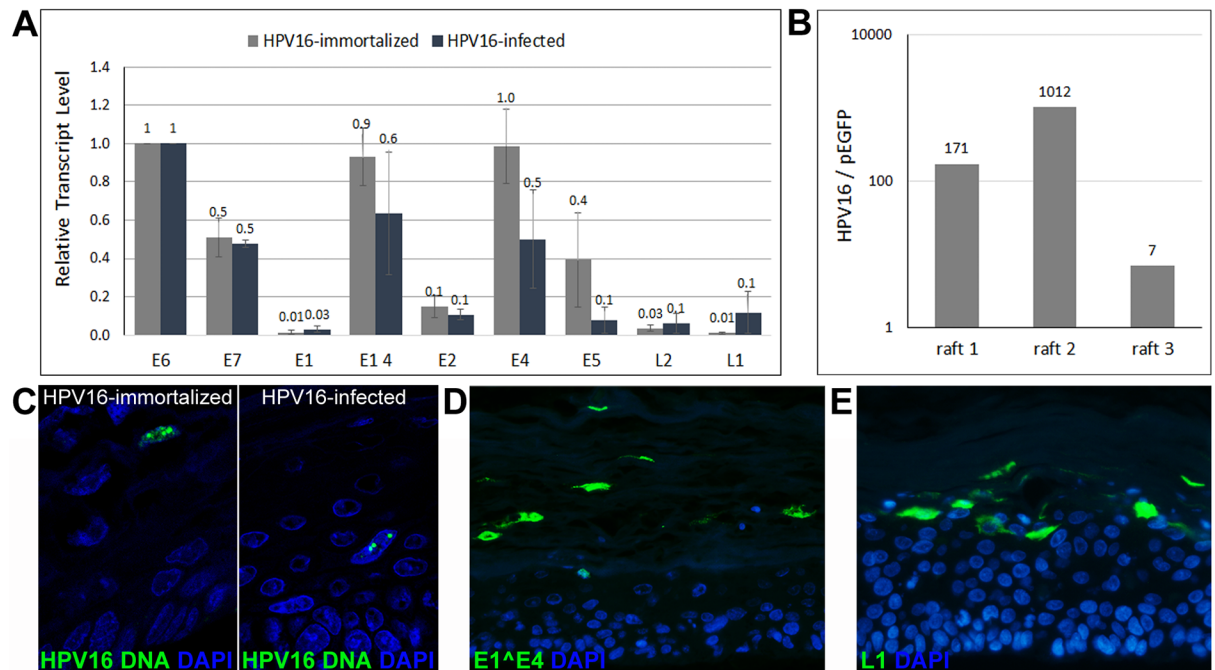 A
HPV16-immortalized HPV16-infected
Relative Transcript Level
1.4
1.2
1.0
0.8
0.6
0.4
0.2
0.0
1 1
0.5 0.5
0.01 0.03
0.9 0.6
0.1 0.1
1.0 0.5
0.4 0.1
0.03 0.1
0.01 0.1
E6 E7 E1 E1 4 E2 E4 E5 L2 L1
B
HPV16 / pEGFP
10000
100
1
171 1012 7
raft 1 raft 2 raft 3
C
HPV16-immortalized HPV16-infected
HPV16 DNA DAPI HPV16 DNA DAPI
D
E1^E4 DAPI
E
L1 DAPI